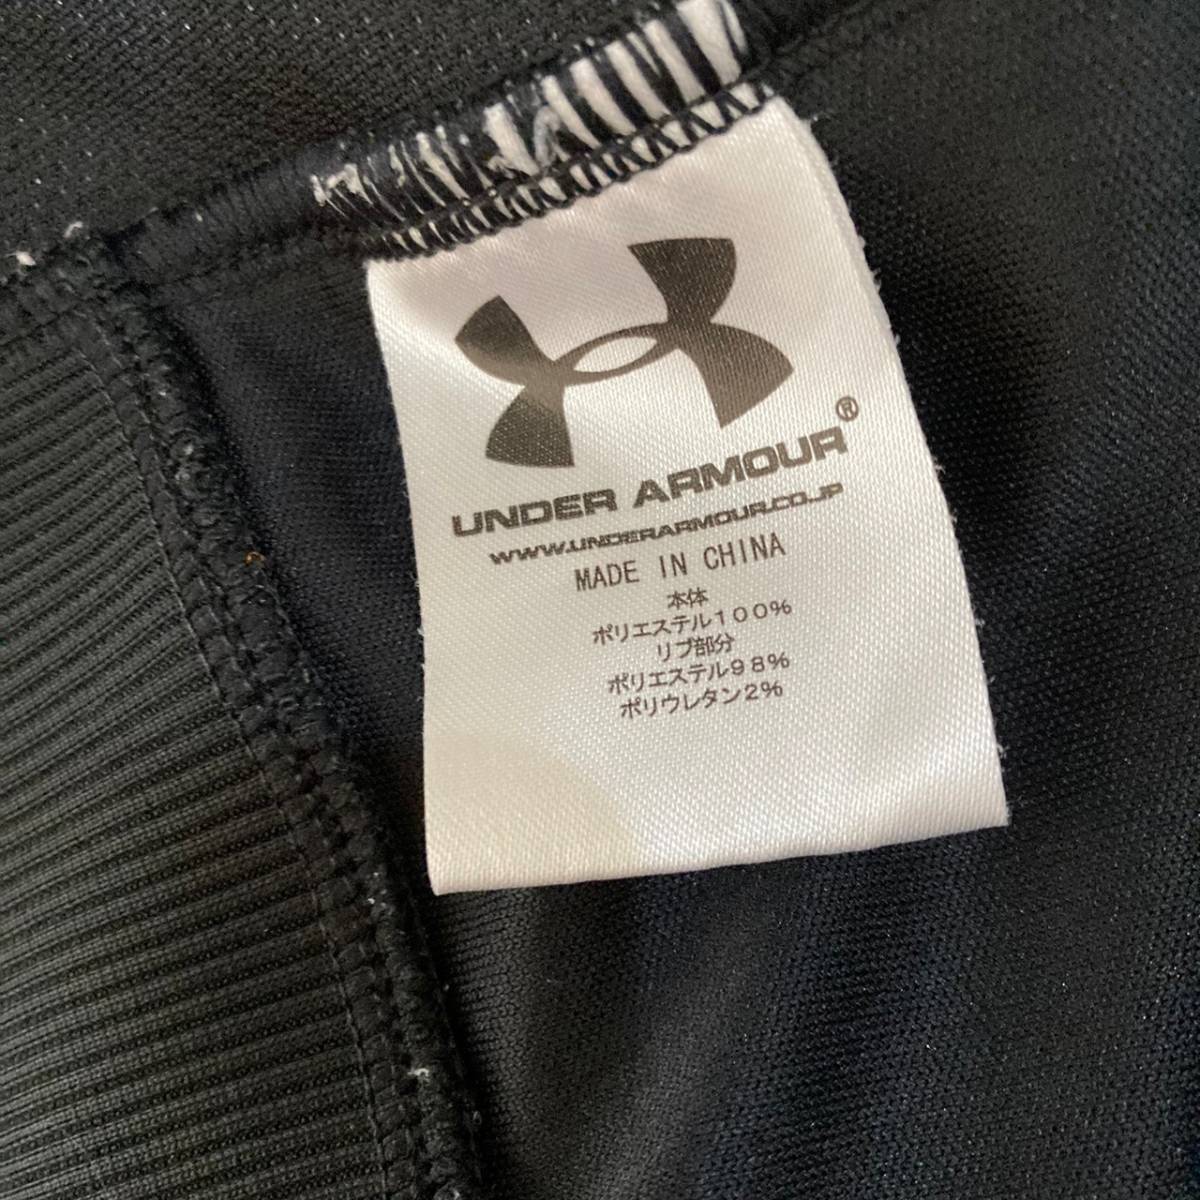 UNDER ARMOUR®
WWW.UNDERARMOUR.CO.JP
MADE IN CHINA
本体
ポリエステル１００％
リブ部分
ポリエステル９８％
ポリウレタン２％